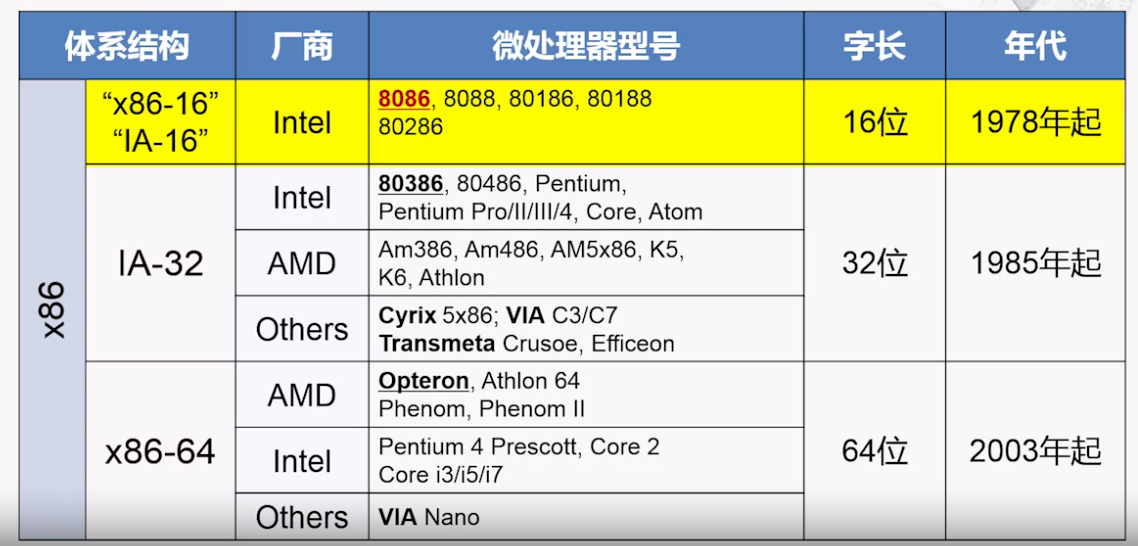 体系结构 厂商 微处理器型号 字长 年代
x86
“x86-16”
“IA-16”
Intel
8086, 8088, 80186, 80188
80286
16位
1978年起
IA-32
Intel
80386, 80486, Pentium,
Pentium Pro/II/III/4, Core, Atom
AMD
Am386, Am486, AM5x86, K5,
K6, Athlon
Others
Cyrix 5x86; VIA C3/C7
Transmeta Crusoe, Efficeon
32位
1985年起
x86-64
AMD
Opteron, Athlon 64
Phenom, Phenom II
Intel
Pentium 4 Prescott, Core 2
Core i3/i5/i7
Others
VIA Nano
64位
2003年起